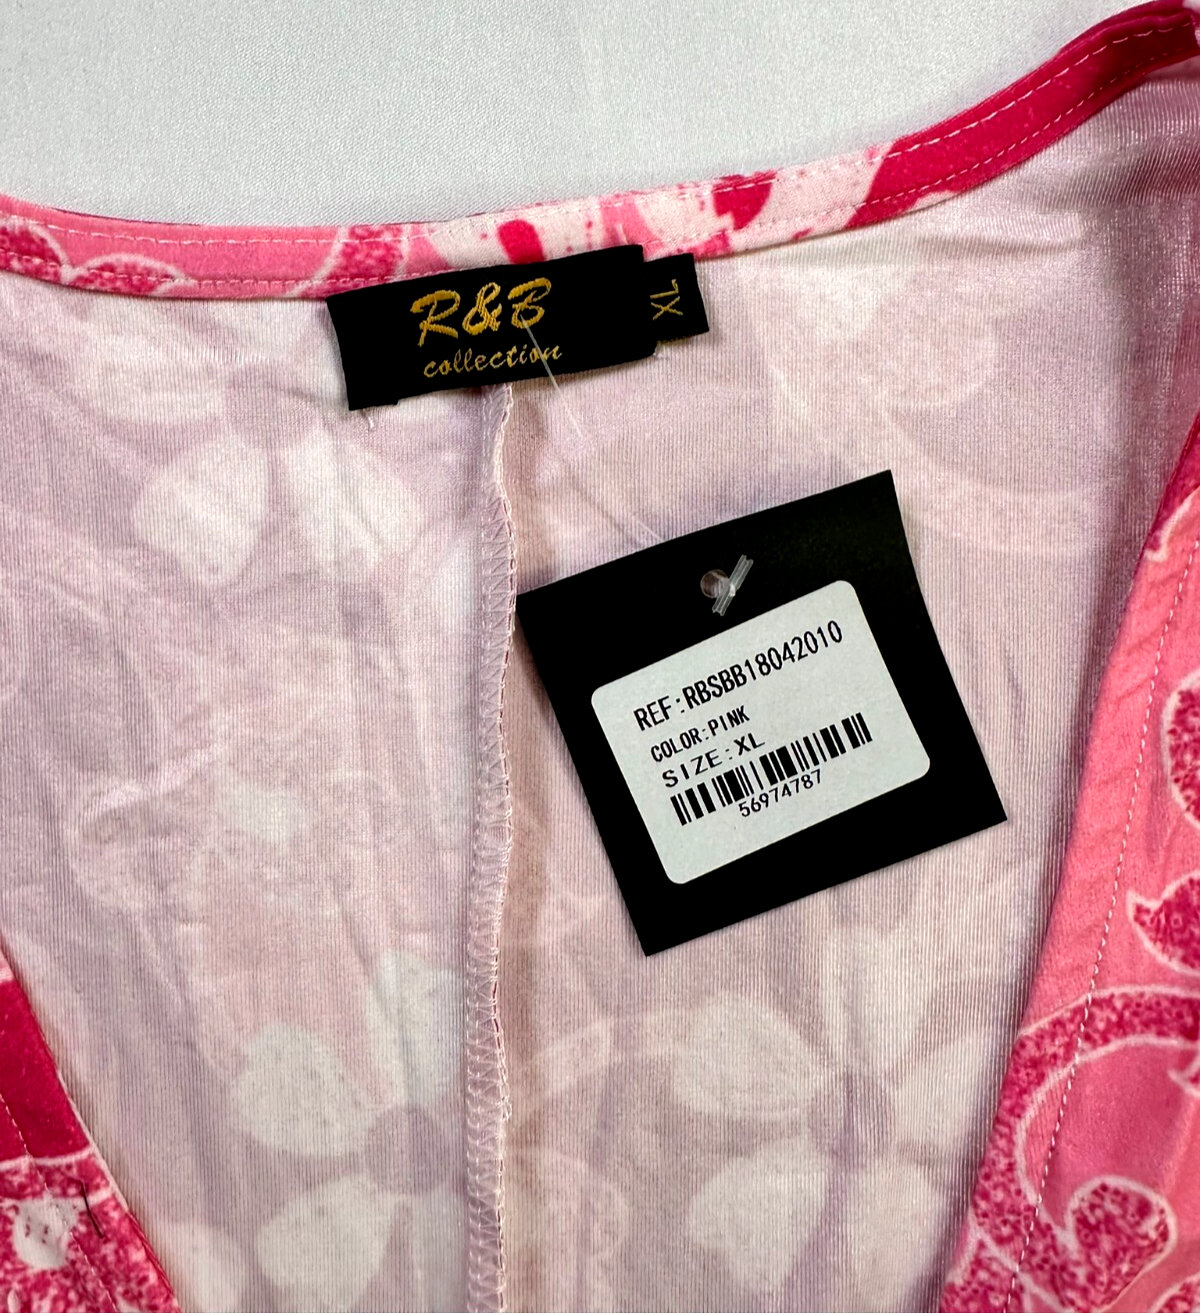 R&B
collection
XL
REF:RBSBB18042010
COLOR:PINK
SIZE:XL
56974787